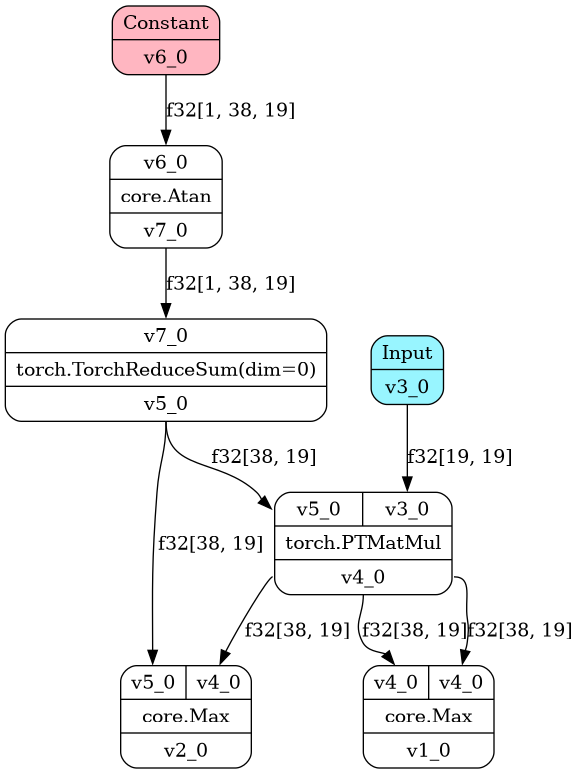 Constant
v6_0
f32[1, 38, 19]
v6_0
core.Atan
v7_0
f32[1, 38, 19]
v7_0
torch.TorchReduceSum(dim=0)
v5_0
Input
v3_0
f32[38, 19]
f32[19, 19]
f32[38, 19]
v5_0
v3_0
torch.PTMatMul
v4_0
f32[38, 19]
f32[38, 19]
f32[38, 19]
v5_0
v4_0
core.Max
v2_0
v4_0
v4_0
core.Max
v1_0